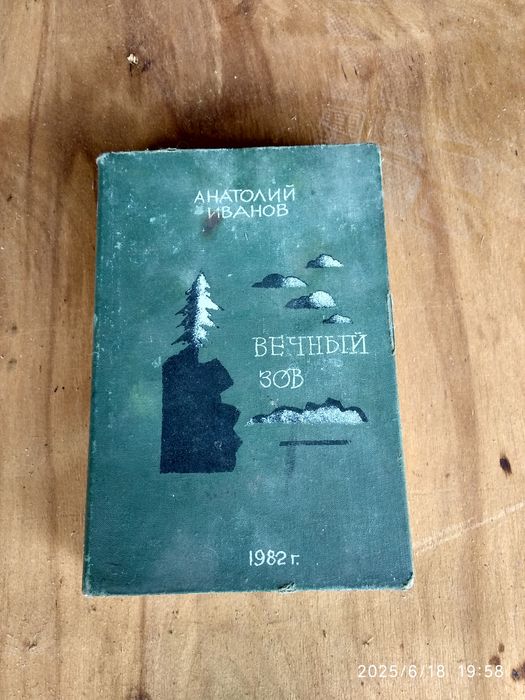 АНАТОЛИЙ
ИВАНОВ
ВЕЧНЫЙ
ЗОВ
1982 г.
2025/6/18 19:58